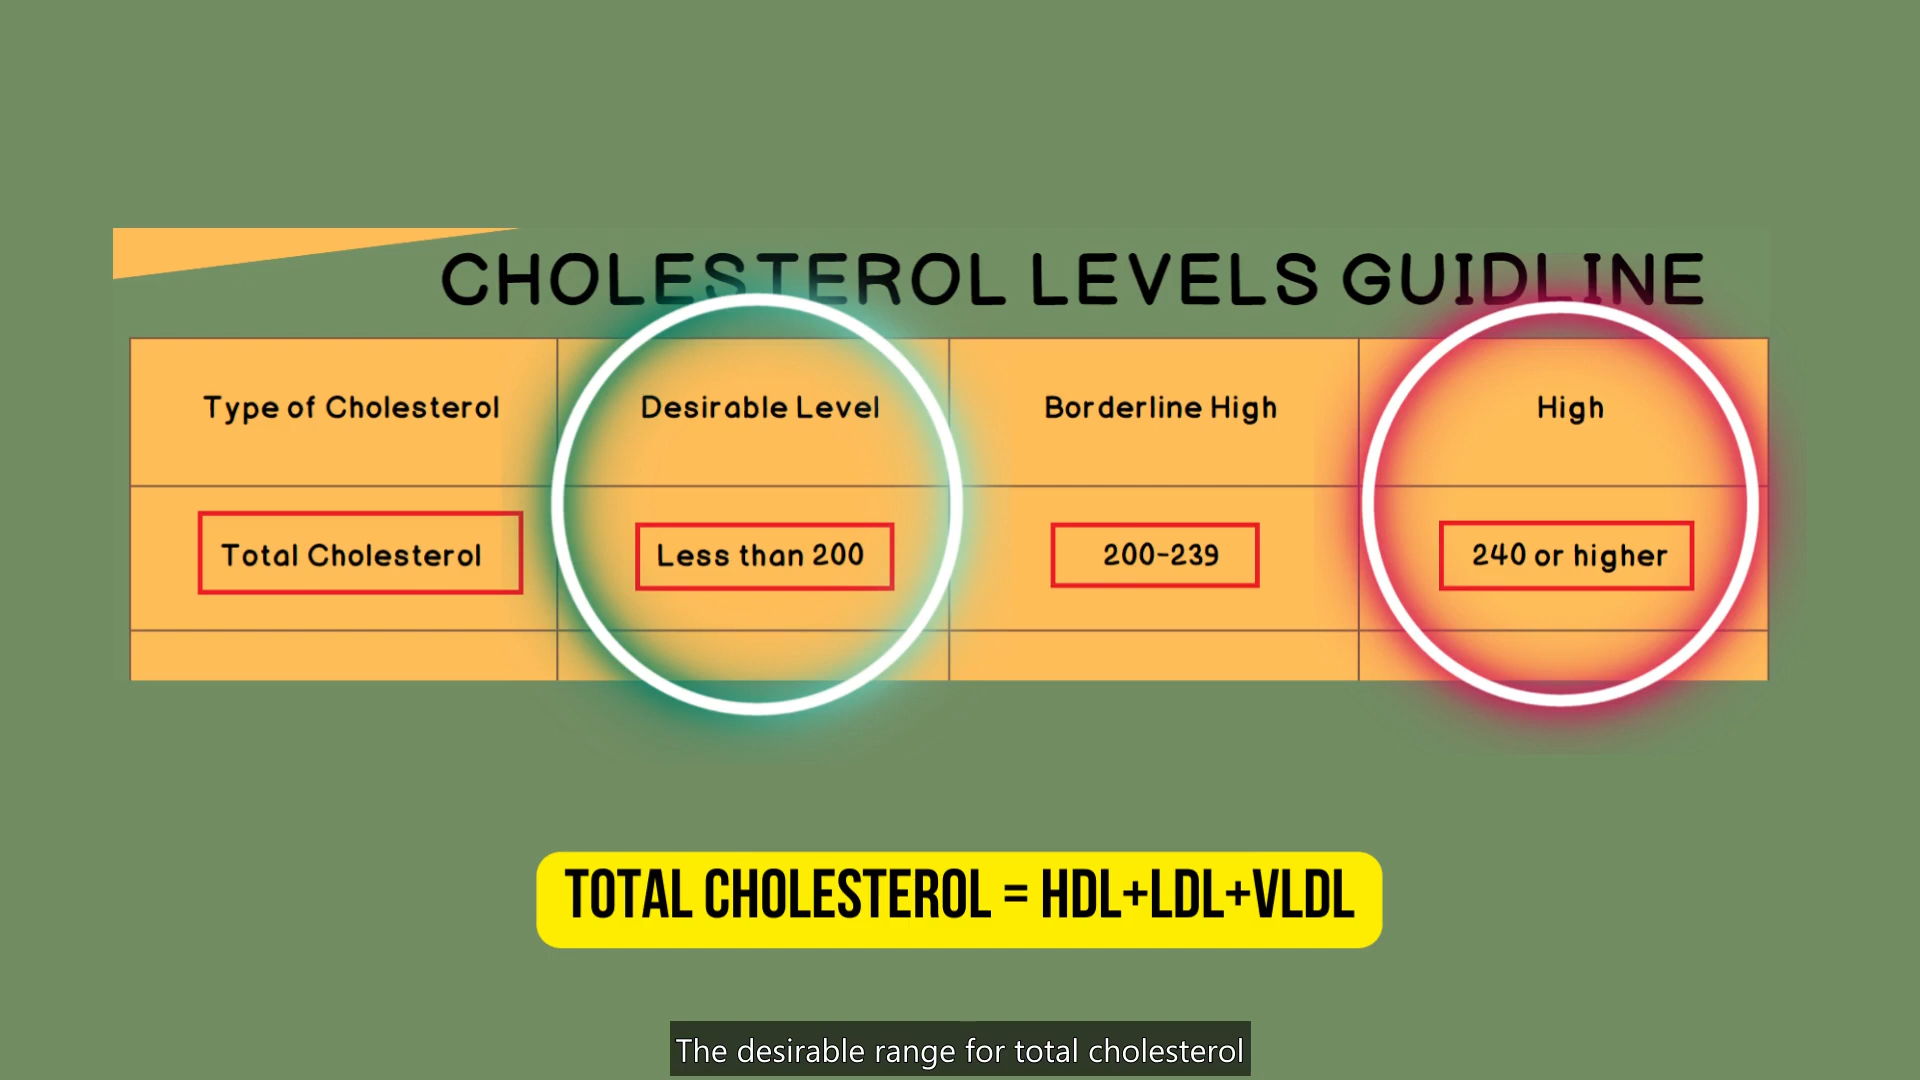 CHOLESTEROL LEVELS GUIDLINE
Type of Cholesterol Desirable Level Borderline High High
Total Cholesterol Less than 200 200-239 240 or higher
TOTAL CHOLESTEROL = HDL+LDL+VLDL
The desirable range for total cholesterol